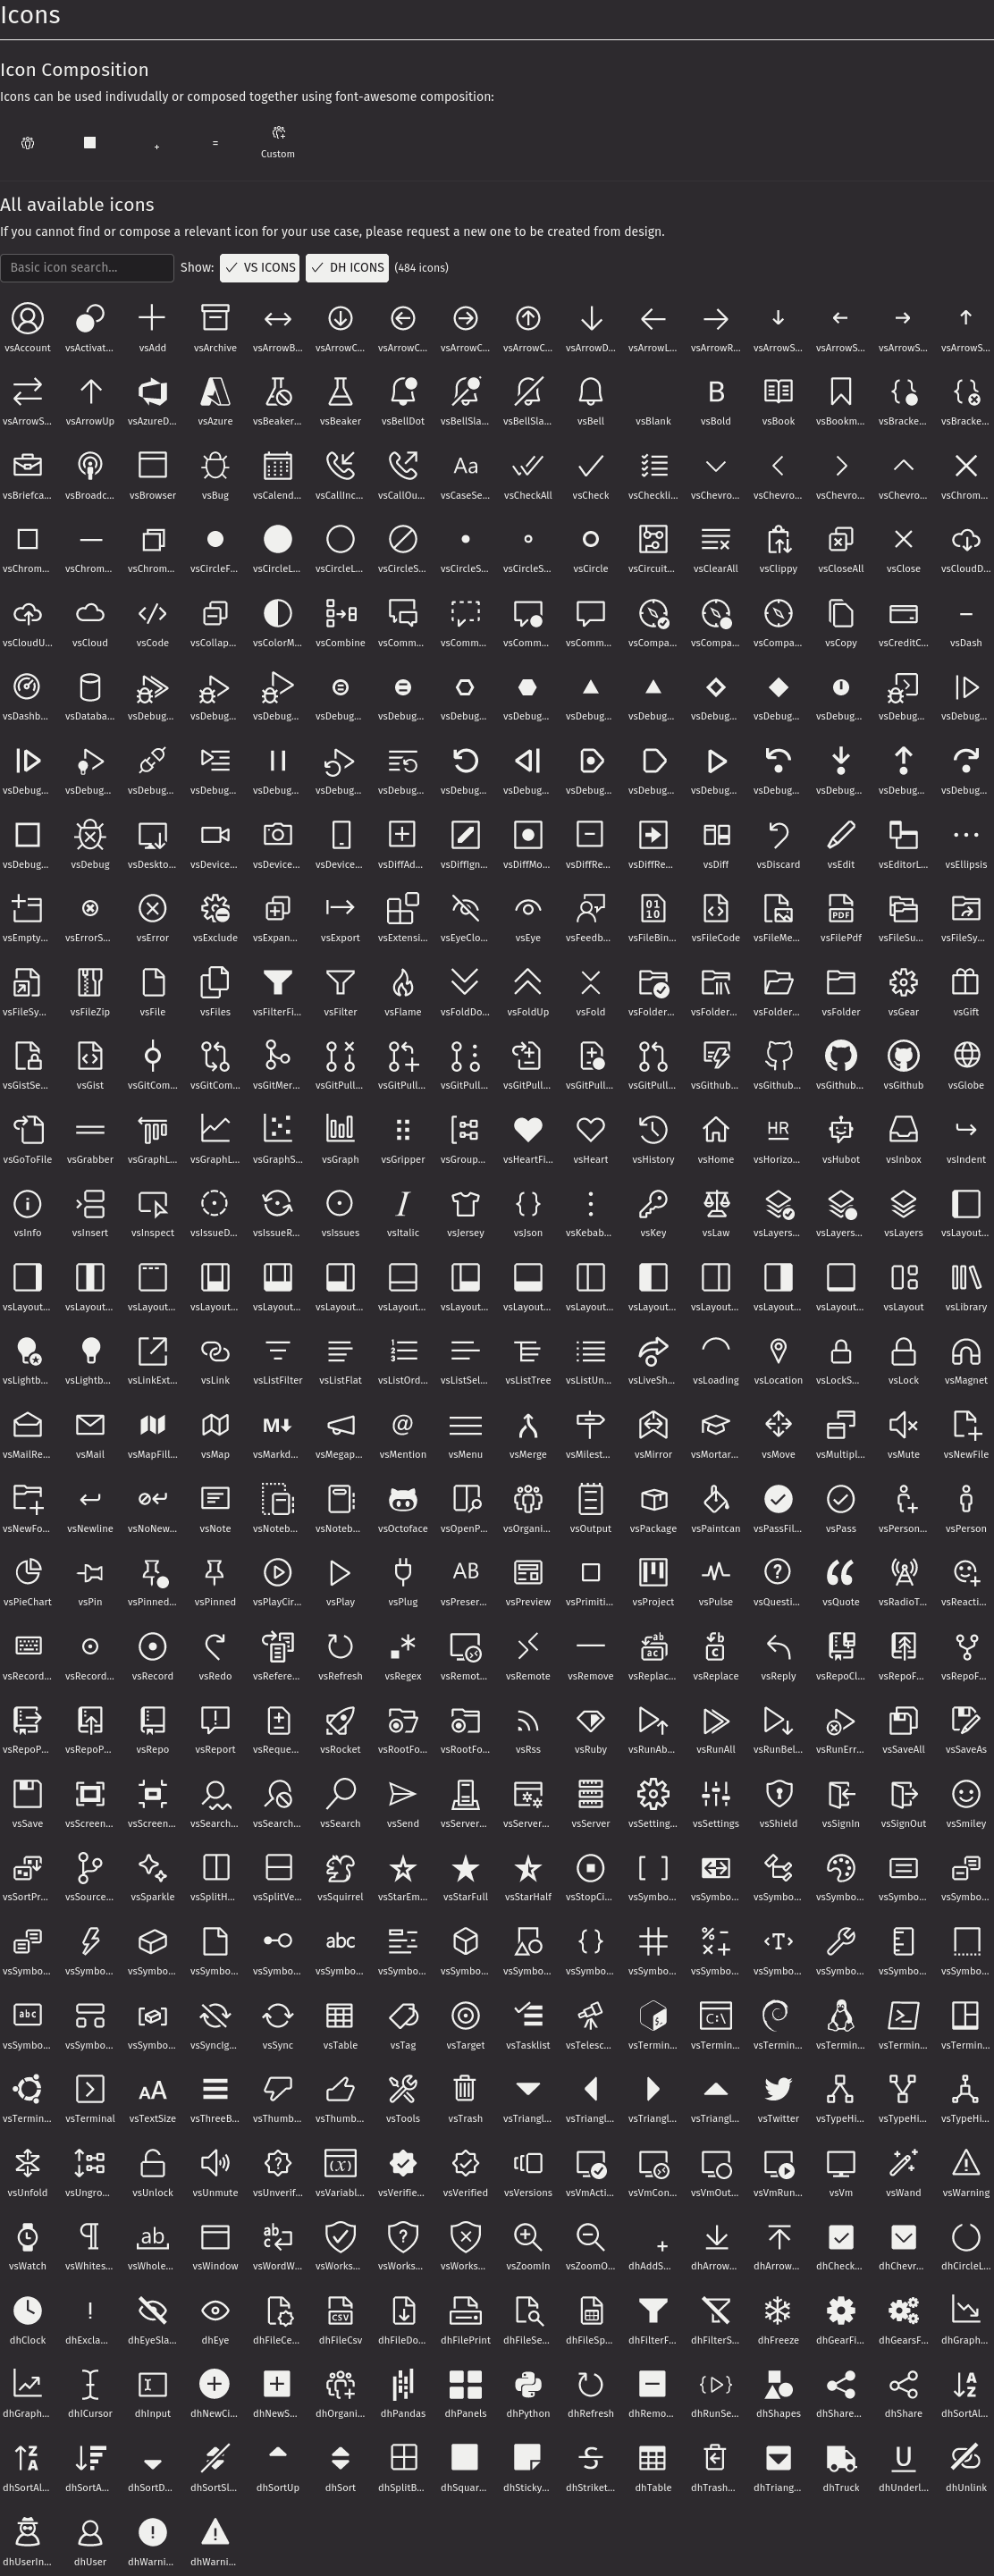 Icons
Icon Composition
Icons can be used indivudally or composed together using font-awesome composition:
+ =
Custom
All available icons
If you cannot find or compose a relevant icon for your use case, please request a new one to be created from design.
Basic icon search... Show: VS ICONS DH ICONS (484 icons)
vsAccount vsActivat... vsAdd vsArchive vsArrowB... vsArrowC... vsArrowC... vsArrowC... vsArrowC... vsArrowD... vsArrowL... vsArrowR... vsArrowS... vsArrowS... vsArrowS... vsArrowS...
vsArrowS... vsArrowUp vsAzureD... vsAzure vsBeaker... vsBeaker vsBellDot vsBellSla... vsBellSla... vsBell vsBlank vsBold vsBook vsBookm... vsBracke... vsBracke...
vsBriefca... vsBroadc... vsBrowser vsBug vsCalend... vsCallInc... vsCallOu... vsCaseSe... vsCheckAll vsCheck vsCheckli... vsChevro... vsChevro... vsChevro... vsChevro... vsChrom...
vsChrom... vsChrom... vsChrom... vsCircleF... vsCircleL... vsCircleL... vsCircleS... vsCircleS... vsCircleS... vsCircle vsCircuit... vsClearAll vsClippy vsCloseAll vsClose vsCloudD...
vsCloudU... vsCloud vsCode vsCollap... vsColorM... vsCombine vsComm... vsComm... vsComm... vsComm... vsCompa... vsCompa... vsCompa... vsCopy vsCreditC... vsDash
vsDashb... vsDataba... vsDebug... vsDebug... vsDebug... vsDebug... vsDebug... vsDebug... vsDebug... vsDebug... vsDebug... vsDebug... vsDebug... vsDebug... vsDebug... vsDebug...
vsDebug... vsDebug... vsDebug... vsDebug... vsDebug... vsDebug... vsDebug... vsDebug... vsDebug... vsDebug... vsDebug... vsDebug... vsDebug... vsDebug... vsDebug... vsDebug...
vsDebug... vsDebug vsDeskto... vsDevice... vsDevice... vsDevice... vsDiffAd... vsDiffIgn... vsDiffMo... vsDiffRe... vsDiffRe... vsDiff vsDiscard vsEdit vsEditorL... vsEllipsis
vsEmpty... vsErrorS... vsError vsExclude vsExpan... vsExport vsExtensi... vsEyeClo... vsEye vsFeedb... vsFileBin... vsFileCode vsFileMe... vsFilePdf vsFileSu... vsFileSy...
vsFileSy... vsFileZip vsFile vsFiles vsFilterFi... vsFilter vsFlame vsFoldDo... vsFoldUp vsFold vsFolder... vsFolder... vsFolder... vsFolder vsGear vsGift
vsGistSe... vsGist vsGitCom... vsGitCom... vsGitMer... vsGitPull... vsGitPull... vsGitPull... vsGitPull... vsGitPull... vsGitPull... vsGithub... vsGithub... vsGithub... vsGithub vsGlobe
vsGoToFile vsGrabber vsGraphL... vsGraphL... vsGraphS... vsGraph vsGripper vsGroup... vsHeartFi... vsHeart vsHistory vsHome vsHorizo... vsHubot vsInbox vsIndent
vsInfo vsInsert vsInspect vsIssueD... vsIssueR... vsIssues vsItalic vsJersey vsJson vsKebab... vsKey vsLaw vsLayers... vsLayers... vsLayers vsLayout...
vsLayout... vsLayout... vsLayout... vsLayout... vsLayout... vsLayout... vsLayout... vsLayout... vsLayout... vsLayout... vsLayout... vsLayout... vsLayout... vsLayout... vsLayout vsLibrary
vsLightb... vsLightb... vsLinkExt... vsLink vsListFilter vsListFlat vsListOrd... vsListSel... vsListTree vsListUn... vsLiveSh... vsLoading vsLocation vsLockS... vsLock vsMagnet
vsMailRe... vsMail vsMapFill... vsMap vsMarkd... vsMegap... vsMention vsMenu vsMerge vsMilest... vsMirror vsMortar... vsMove vsMultipl... vsMute vsNewFile
vsNewFo... vsNewline vsNoNew... vsNote vsNoteb... vsNoteb... vsOctoface vsOpenP... vsOrgani... vsOutput vsPackage vsPaintcan vsPassFil... vsPass vsPerson... vsPerson
vsPieChart vsPin vsPinned... vsPinned vsPlayCir... vsPlay vsPlug vsPreser... vsPreview vsPrimiti... vsProject vsPulse vsQuesti... vsQuote vsRadioT... vsReacti...
vsRecord... vsRecord... vsRecord vsRedo vsRefere... vsRefresh vsRegex vsRemot... vsRemote vsRemove vsReplac... vsReplace vsReply vsRepoCl... vsRepoF... vsRepoF...
vsRepoP... vsRepoP... vsRepo vsReport vsReque... vsRocket vsRootFo... vsRootFo... vsRss vsRuby vsRunAb... vsRunAll vsRunBel... vsRunErr... vsSaveAll vsSaveAs
vsSave vsScreen... vsScreen... vsSearch... vsSearch... vsSearch vsSend vsServer... vsServer... vsServer vsSetting... vsSettings vsShield vsSignIn vsSignOut vsSmiley
vsSortPr... vsSource... vsSparkle vsSplitH... vsSplitVe... vsSquirrel vsStarEm... vsStarFull vsStarHalf vsStopCi... vsSymbo... vsSymbo... vsSymbo... vsSymbo... vsSymbo... vsSymbo...
vsSymbo... vsSymbo... vsSymbo... vsSymbo... vsSymbo... vsSymbo... vsSymbo... vsSymbo... vsSymbo... vsSymbo... vsSymbo... vsSymbo... vsSymbo... vsSymbo... vsSymbo... vsSymbo...
vsSymbo... vsSymbo... vsSymbo... vsSyncIg... vsSync vsTable vsTag vsTarget vsTasklist vsTelesc... vsTermin... vsTermin... vsTermin... vsTermin... vsTermin... vsTermin...
vsTermin... vsTerminal vsTextSize vsThreeB... vsThumb... vsThumb... vsTools vsTrash vsTriangl... vsTriangl... vsTriangl... vsTriangl... vsTwitter vsTypeHi... vsTypeHi... vsTypeHi...
vsUnfold vsUngro... vsUnlock vsUnmute vsUnverif... vsVariabl... vsVerifie... vsVerified vsVersions vsVmActi... vsVmCon... vsVmOut... vsVmRun... vsVm vsWand vsWarning
vsWatch vsWhites... vsWhole... vsWindow vsWordW... vsWorks... vsWorks... vsWorks... vsZoomIn vsZoomO... dhAddS... dhArrow... dhArrow... dhCheck... dhChevr... dhCircleL...
dhClock dhExcla... dhEyeSla... dhEye dhFileCe... dhFileCsv dhFileDo... dhFilePrint dhFileSe... dhFileSp... dhFilterF... dhFilterS... dhFreeze dhGearFi... dhGearsF... dhGraph...
dhGraph... dhICursor dhInput dhNewCi... dhNewS... dhOrgani... dhPandas dhPanels dhPython dhRefresh dhRemo... dhRunSe... dhShapes dhShare... dhShare dhSortAl...
dhSortAl... dhSortA... dhSortD... dhSortSl... dhSortUp dhSort dhSplitB... dhSquar... dhSticky... dhStriket... dhTable dhTrash... dhTriang... dhTruck dhUnderl... dhUnlink
dhUserIn... dhUser dhWarni... dhWarni...